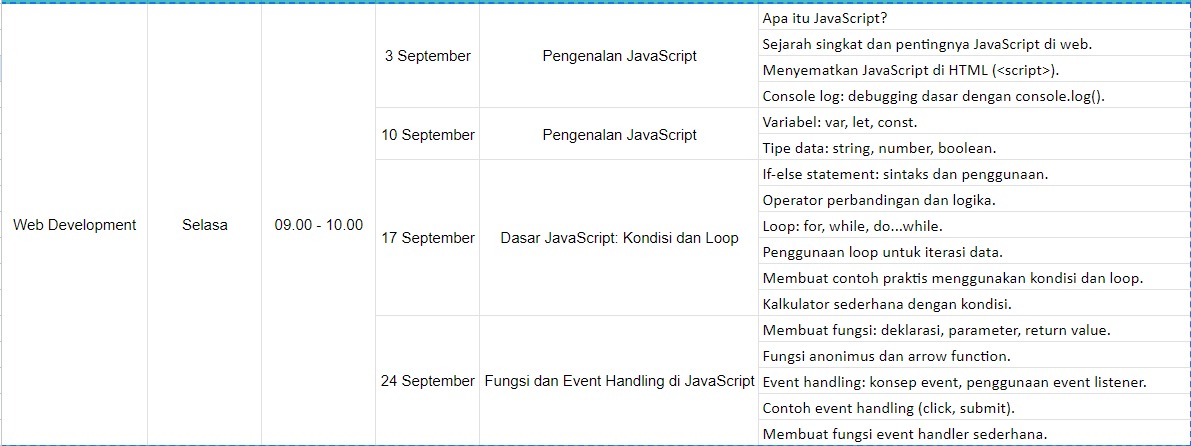 Web Development
Selasa
09.00 - 10.00
3 September
Pengenalan JavaScript
Apa itu JavaScript?
Sejarah singkat dan pentingnya JavaScript di web.
Menyematkan JavaScript di HTML (<script>).
Console log: debugging dasar dengan console.log().
10 September
Pengenalan JavaScript
Variabel: var, let, const.
Tipe data: string, number, boolean.
17 September
Dasar JavaScript: Kondisi dan Loop
If-else statement: sintaks dan penggunaan.
Operator perbandingan dan logika.
Loop: for, while, do...while.
Penggunaan loop untuk iterasi data.
Membuat contoh praktis menggunakan kondisi dan loop.
Kalkulator sederhana dengan kondisi.
24 September
Fungsi dan Event Handling di JavaScript
Membuat fungsi: deklarasi, parameter, return value.
Fungsi anonimus dan arrow function.
Event handling: konsep event, penggunaan event listener.
Contoh event handling (click, submit).
Membuat fungsi event handler sederhana.